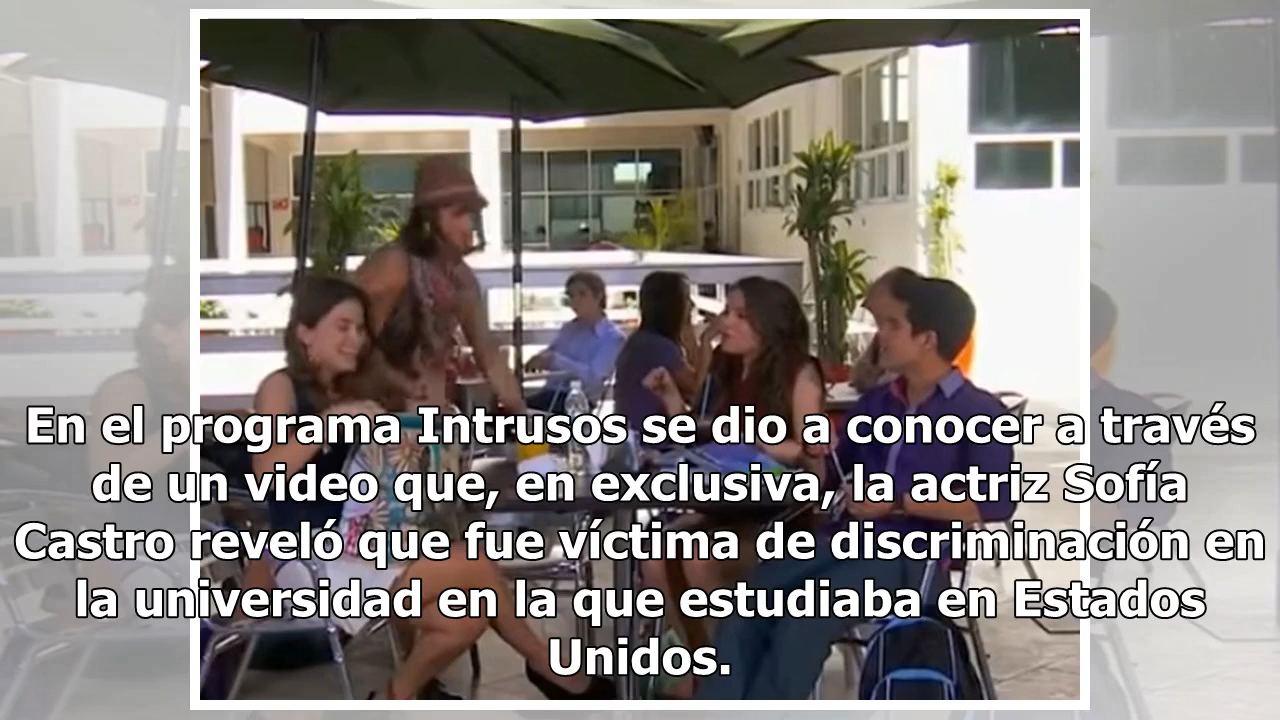 En el programa Intrusos se dio a conocer a través
de un video que, en exclusiva, la actriz Sofía
Castro reveló que fue víctima de discriminación en
la universidad en la que estudiaba en Estados
Unidos.